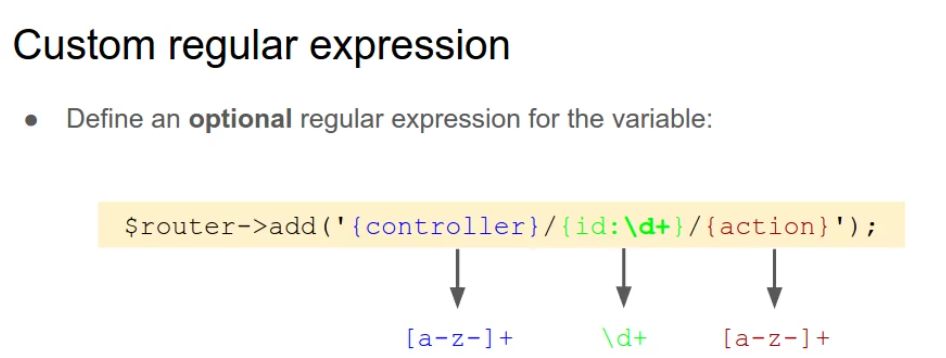 Custom regular expression
● Define an optional regular expression for the variable:
$router->add('{controller}/{id:\d+}/{action}');
[a-z-]+ \d+ [a-z-]+